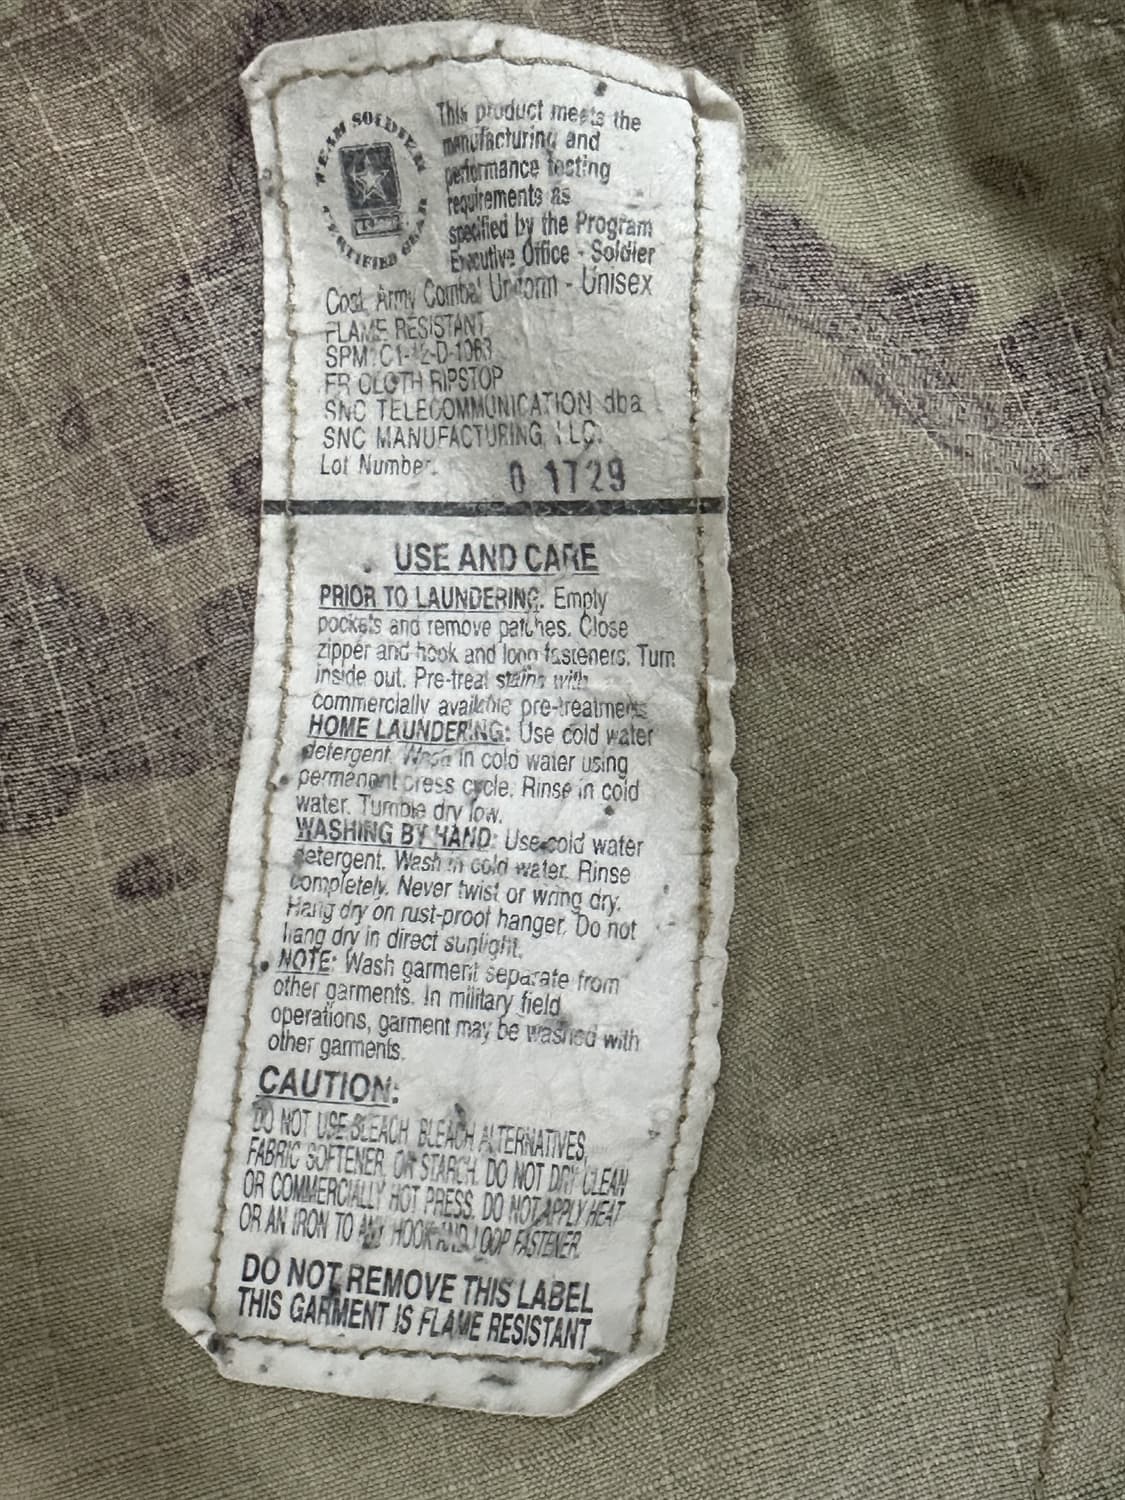 TEAM SOLDIER
CERTIFIED GEAR
This product meets the
manufacturing and
performance testing
requirements as
specified by the Program
Executive Office - Soldier
Coat, Army Combat Uniform - Unisex
FLAME RESISTANT
SPM1C1-12-D-1063
FR CLOTH RIPSTOP
SNC TELECOMMUNICATION dba
SNC MANUFACTURING, LLC.
Lot Number: 0 1729
USE AND CARE
PRIOR TO LAUNDERING: Empty
pockets and remove patches. Close
zipper and hook and loop fasteners. Turn
inside out. Pre-treat stains with
commercially available pre-treatments
HOME LAUNDERING: Use cold water
detergent. Wash in cold water using
permanent press cycle. Rinse in cold
water. Tumble dry low.
WASHING BY HAND: Use cold water
detergent. Wash in cold water. Rinse
completely. Never twist or wring dry.
Hang dry on rust-proof hanger. Do not
hang dry in direct sunlight.
NOTE: Wash garment separate from
other garments. In military field
operations, garment may be washed with
other garments.
CAUTION:
DO NOT USE BLEACH, BLEACH ALTERNATIVES,
FABRIC SOFTENER, OR STARCH. DO NOT DRY CLEAN
OR COMMERCIALLY HOT PRESS. DO NOT APPLY HEAT
OR AN IRON TO ANY HOOK AND LOOP FASTENER.
DO NOT REMOVE THIS LABEL
THIS GARMENT IS FLAME RESISTANT